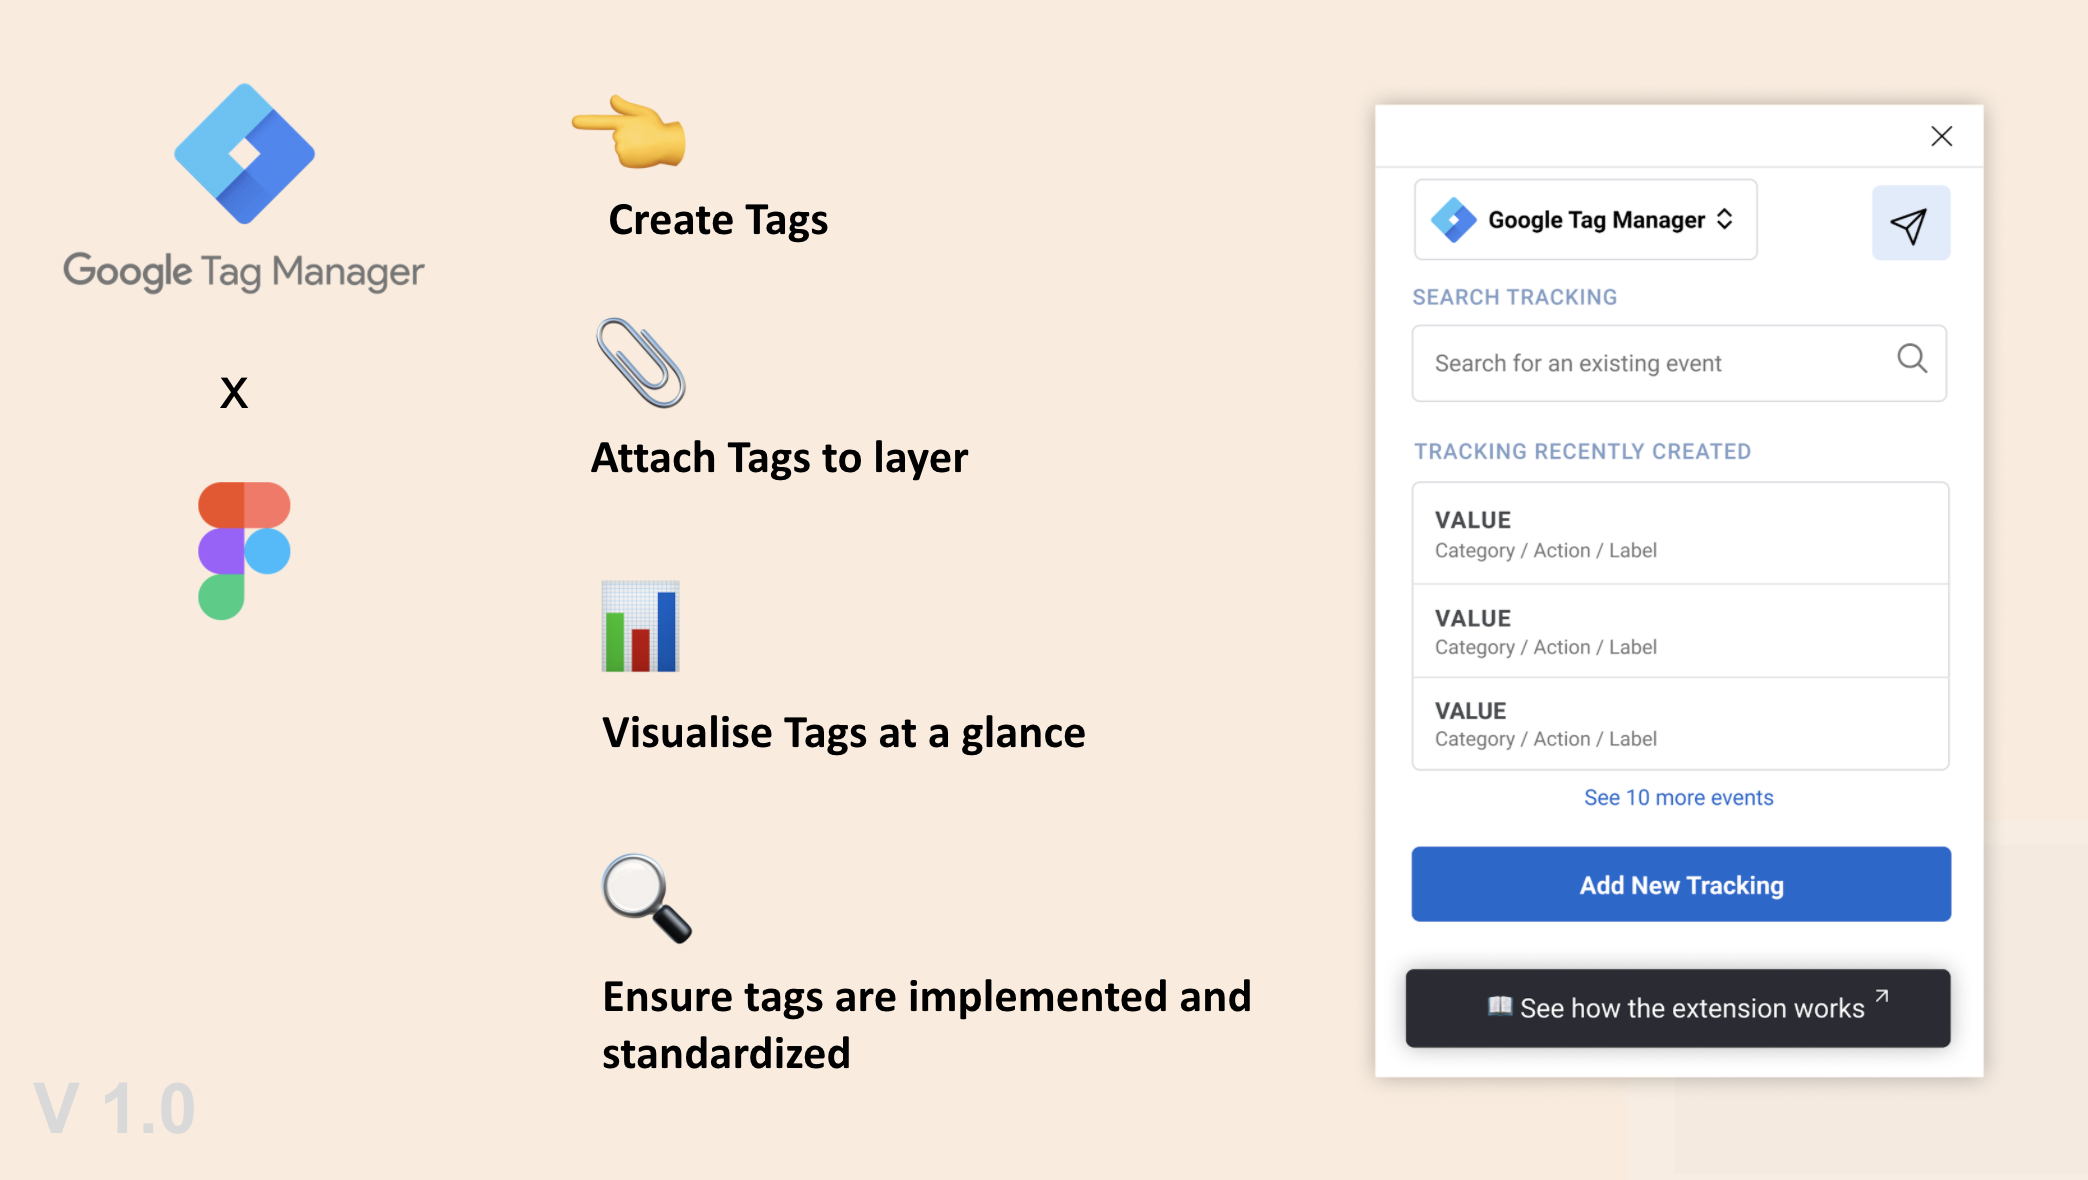 Google Tag Manager
x
V 1.0
Create Tags
Attach Tags to layer
Visualise Tags at a glance
Ensure tags are implemented and
standardized
Google Tag Manager
SEARCH TRACKING
Search for an existing event
TRACKING RECENTLY CREATED
VALUE
Category / Action / Label
VALUE
Category / Action / Label
VALUE
Category / Action / Label
See 10 more events
Add New Tracking
See how the extension works